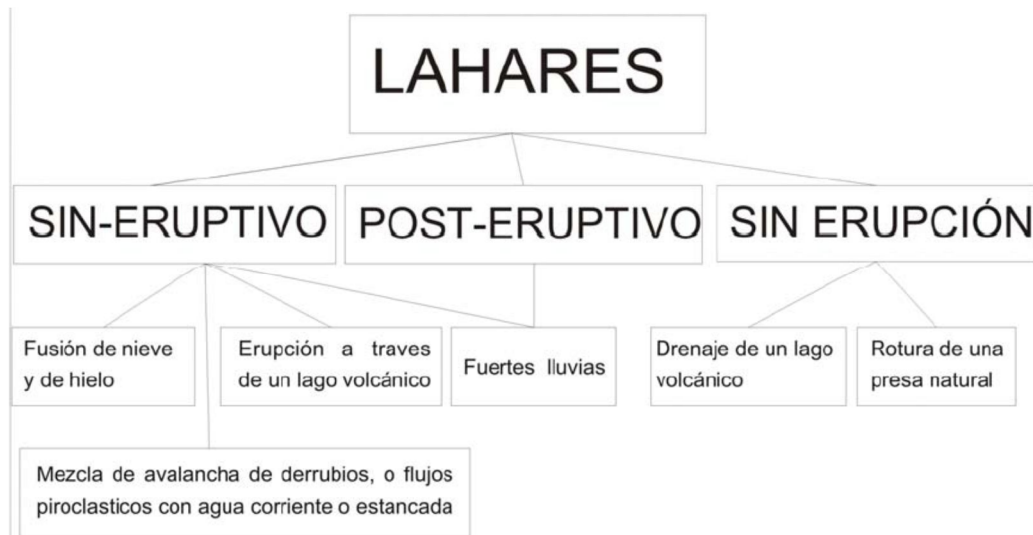 LAHARES
SIN-ERUPTIVO
POST-ERUPTIVO
SIN ERUPCIÓN
Fusión de nieve
y de hielo
Erupción a traves
de un lago volcánico
Fuertes lluvias
Drenaje de un lago
volcánico
Rotura de una
presa natural
Mezcla de avalancha de derrubios, o flujos
piroclasticos con agua corriente o estancada